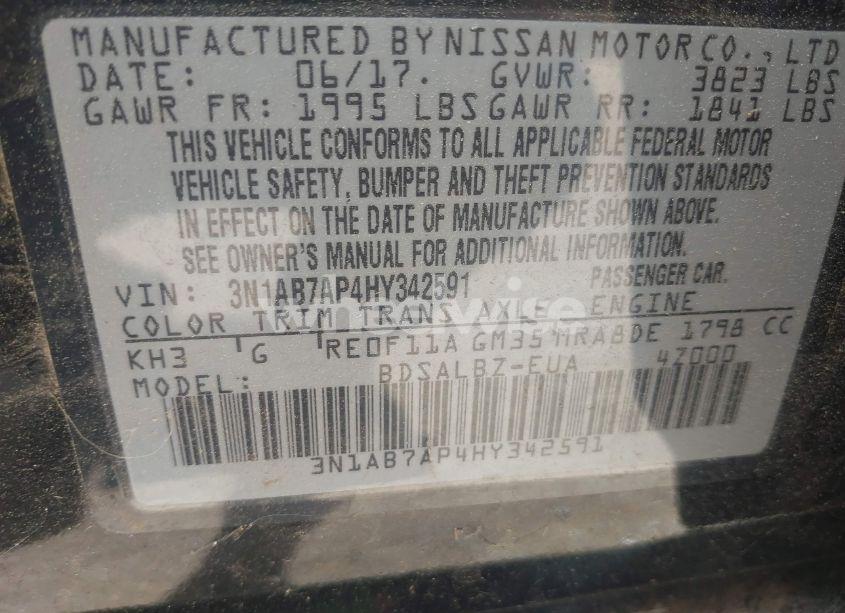 MANUFACTURED BY NISSAN MOTOR CO., LTD
DATE: 06/17. GVWR: 3823 LBS
GAWR FR: 1995 LBS GAWR RR: 1841 LBS
THIS VEHICLE CONFORMS TO ALL APPLICABLE FEDERAL MOTOR
VEHICLE SAFETY, BUMPER AND THEFT PREVENTION STANDARDS
IN EFFECT ON THE DATE OF MANUFACTURE SHOWN ABOVE.
SEE OWNER'S MANUAL FOR ADDITIONAL INFORMATION.
VIN: 3N1AB7AP4HY342591 PASSENGER CAR.
COLOR TRIM TRANS AXLE ENGINE
KH3 G RE0F11A GM35 MRA8DE 1798 CC
MODEL: BDSALBZ-EUA 4Z000
3N1AB7AP4HY342591